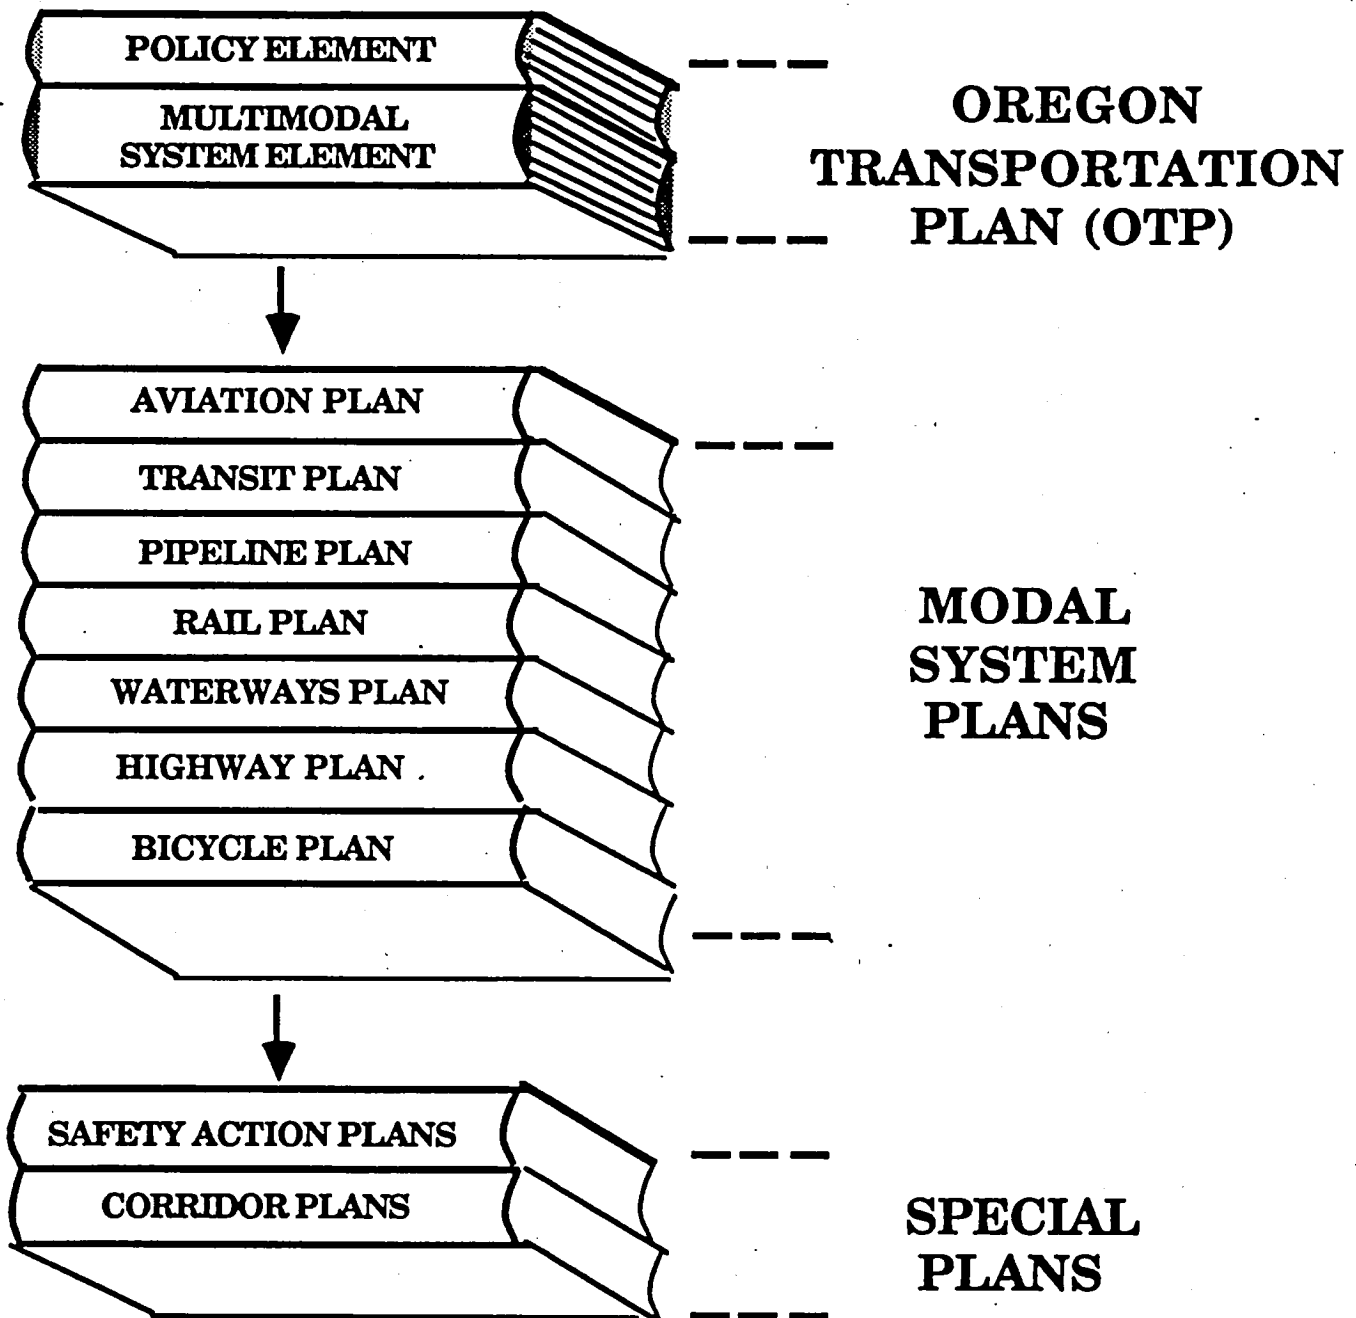 POLICY ELEMENT
MULTIMODAL
SYSTEM ELEMENT
OREGON
TRANSPORTATION
PLAN (OTP)
AVIATION PLAN
TRANSIT PLAN
PIPELINE PLAN
RAIL PLAN
WATERWAYS PLAN
HIGHWAY PLAN
BICYCLE PLAN
MODAL
SYSTEM
PLANS
SAFETY ACTION PLANS
CORRIDOR PLANS
SPECIAL
PLANS